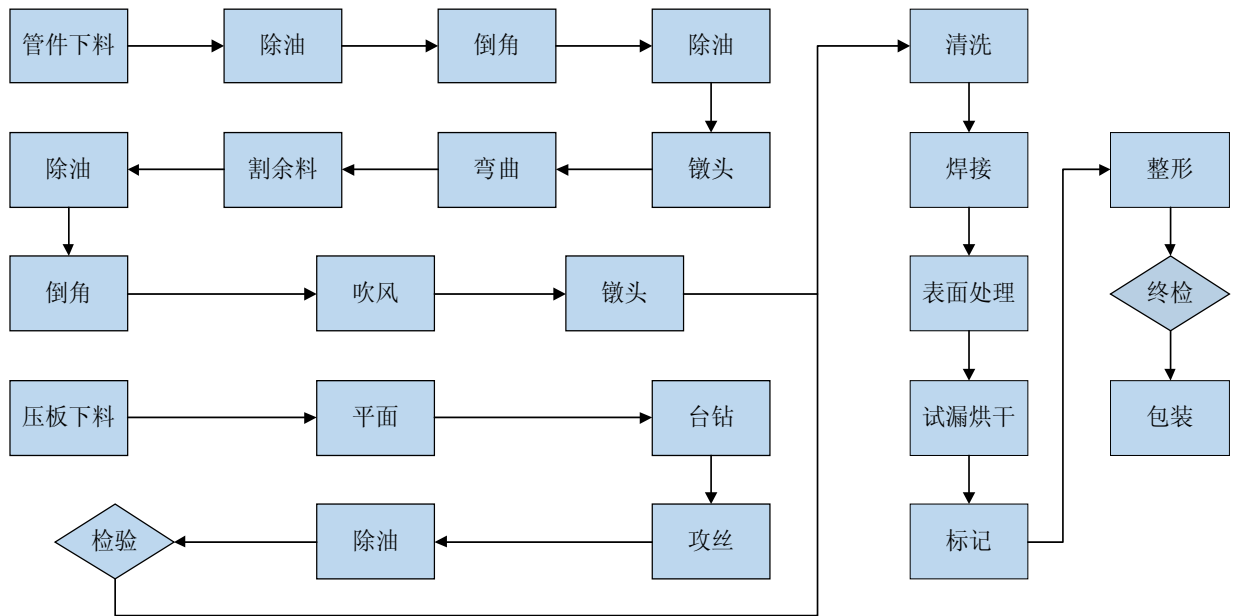 管件下料
除油
倒角
除油
镦头
弯曲
割余料
除油
倒角
吹风
镦头
压板下料
平面
台钻
攻丝
除油
检验
清洗
焊接
表面处理
试漏烘干
标记
整形
终检
包装